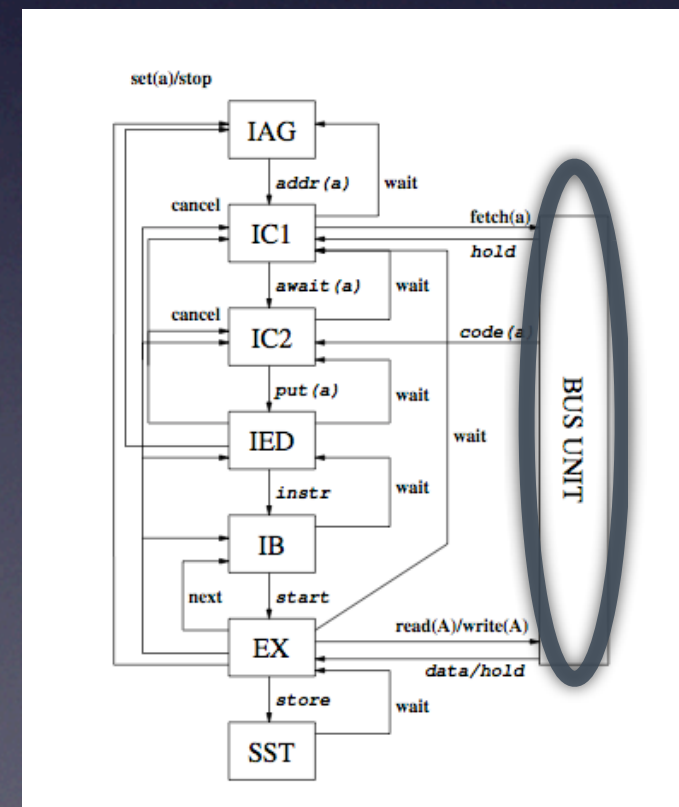 set(a)/stop
IAG
addr(a)
wait
cancel
fetch(a)
IC1
hold
await(a)
wait
cancel
code(a)
IC2
put(a)
wait
BUS UNIT
IED
wait
instr
wait
IB
next
start
read(A)/write(A)
EX
data/hold
store
wait
SST